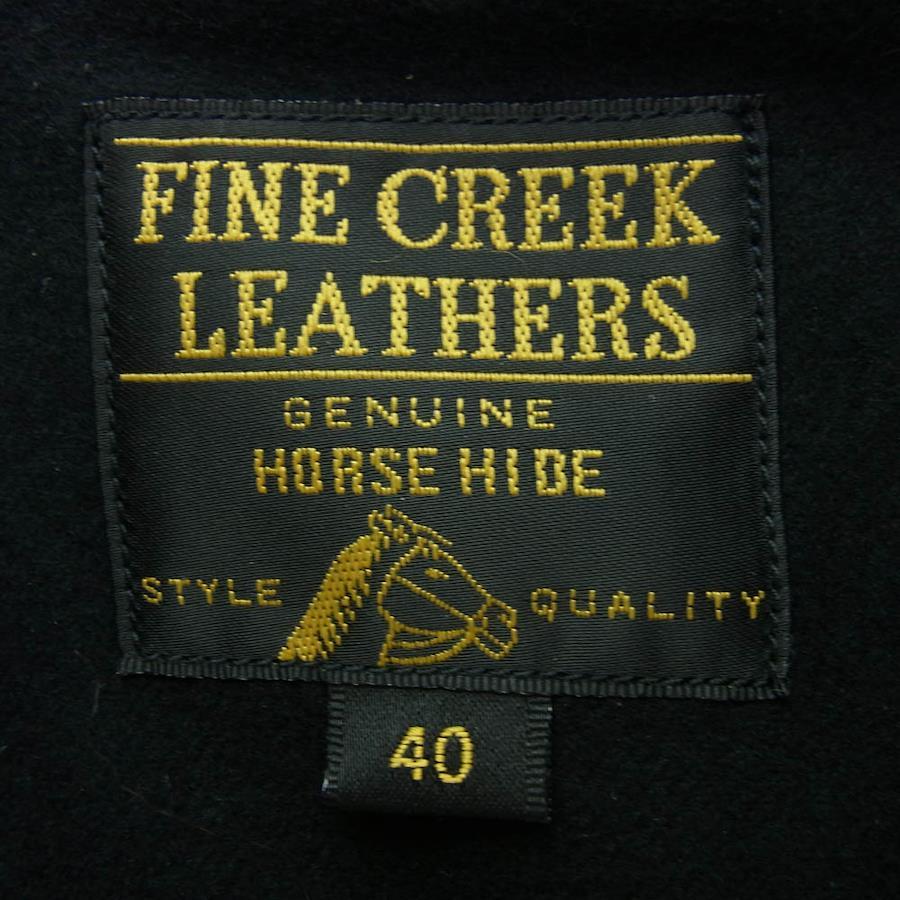 FINE CREEK
LEATHERS
GENUINE
HORSE HIDE
STYLE QUALITY
40